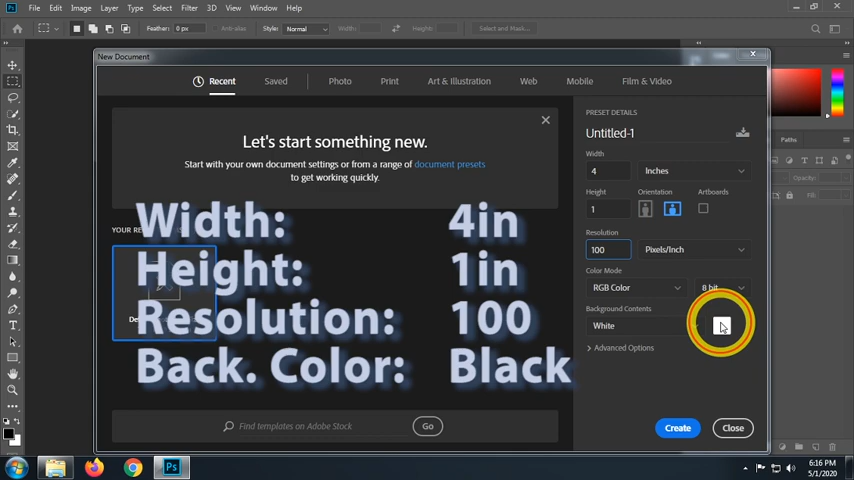 Ps File Edit Image Layer Type Select Filter 3D View Window Help
Feather: 0 px Anti-alias Style: Normal Width: Height: Select and Mask...
New Document
Recent Saved Photo Print Art & Illustration Web Mobile Film & Video
Let's start something new.
Start with your own document settings or from a range of document presets
to get working quickly.
YOUR RE
Width: 4in
Height: 1in
Resolution: 100
Back. Color: Black
Find templates on Adobe Stock Go
PRESET DETAILS
Untitled-1
Width
4 Inches
Height Orientation Artboards
1
Resolution
100 Pixels/Inch
Color Mode
RGB Color 8 bit
Background Contents
White
Advanced Options
Create Close
Paths
Opacity:
Fill:
Ps
6:16 PM
5/1/2020